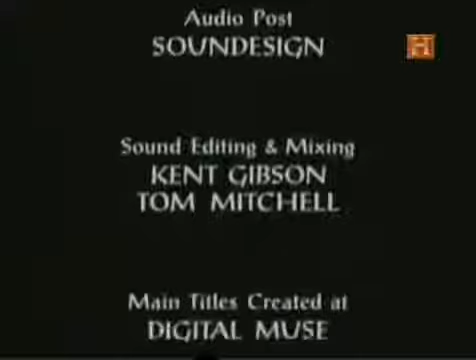 Audio Post
SOUNDESIGN
H
Sound Editing & Mixing
KENT GIBSON
TOM MITCHELL
Main Titles Created at
DIGITAL MUSE